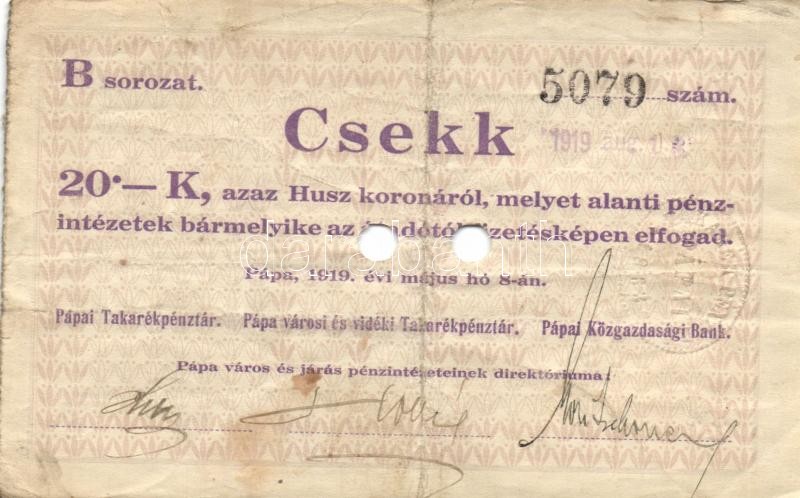 B sorozat.
5079 szám.
Csekk
1919
20·— K, azaz Husz koronáról, melyet alanti pénz-
intézetek bármelyike az fizetésképen elfogad.
Pápa, 1919. évi május hó 8-án.
Pápai Takarékpénztár. Pápa városi és vidéki Takarékpénztár. Pápai Közgazdasági Bank.
Pápa város és járás pénzintézeteinek direktóriuma: